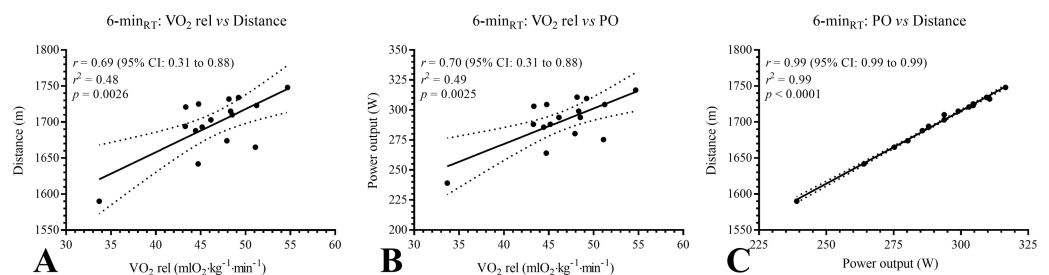 6-minRT: VO2 rel vs Distance
r = 0.69 (95% CI: 0.31 to 0.88)
r2 = 0.48
p = 0.0026
Distance (m)
1800
1750
1700
1650
1600
1550
30 35 40 45 50 55 60
VO2 rel (mlO2·kg-1·min-1)
A
6-minRT: VO2 rel vs PO
r = 0.70 (95% CI: 0.31 to 0.88)
r2 = 0.49
p = 0.0025
Power output (W)
350
325
300
275
250
225
200
30 35 40 45 50 55 60
VO2 rel (mlO2·kg-1·min-1)
B
6-minRT: PO vs Distance
r = 0.99 (95% CI: 0.99 to 0.99)
r2 = 0.99
p < 0.0001
Distance (m)
1800
1750
1700
1650
1600
1550
225 250 275 300 325
Power output (W)
C